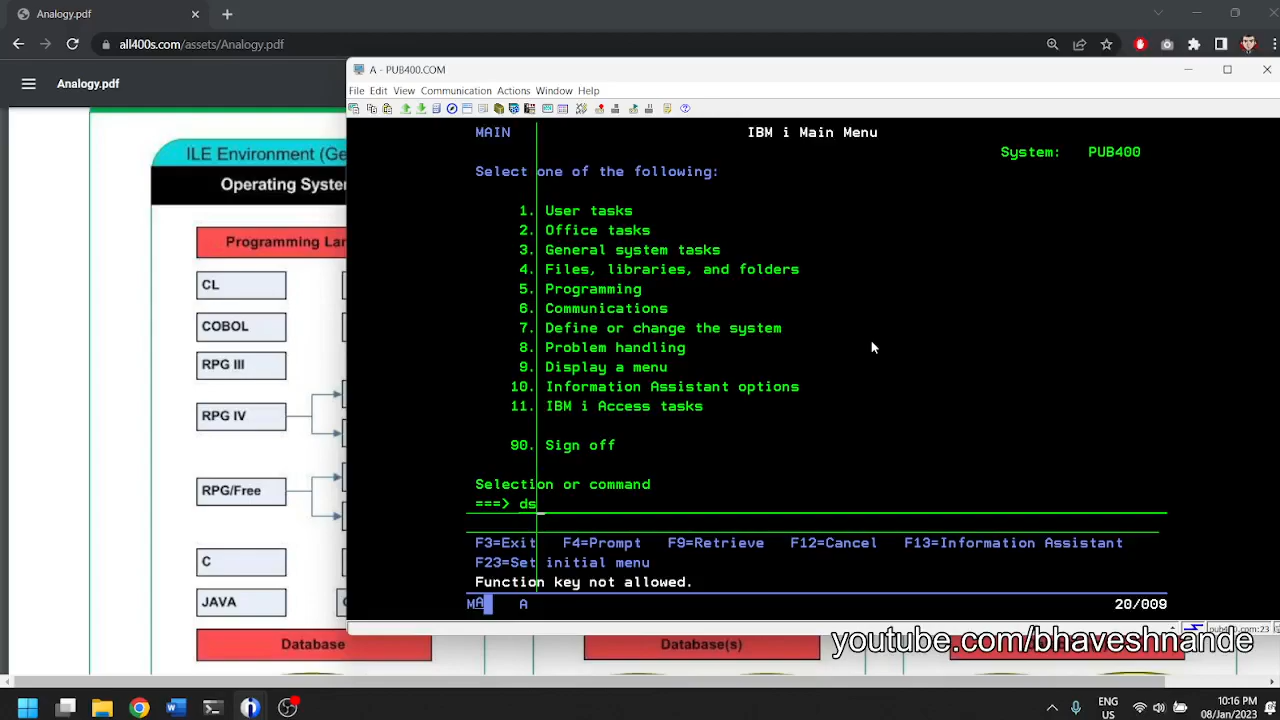 Analogy.pdf
all400s.com/assets/Analogy.pdf
Analogy.pdf
A - PUB400.COM
File Edit View Communication Actions Window Help
MAIN IBM i Main Menu
System: PUB400
Select one of the following:
1. User tasks
2. Office tasks
3. General system tasks
4. Files, libraries, and folders
5. Programming
6. Communications
7. Define or change the system
8. Problem handling
9. Display a menu
10. Information Assistant options
11. IBM i Access tasks
90. Sign off
Selection or command
===> ds
F3=Exit F4=Prompt F9=Retrieve F12=Cancel F13=Information Assistant
F23=Set initial menu
Function key not allowed.
MA A 20/009
ILE Environment (Ge
Operating System
Programming Lan
CL
COBOL
RPG III
RPG IV
RPG/Free
C
JAVA
Database
Database(s)
youtube.com/bhaveshnande
ENG
US
10:16 PM
08/Jan/2023